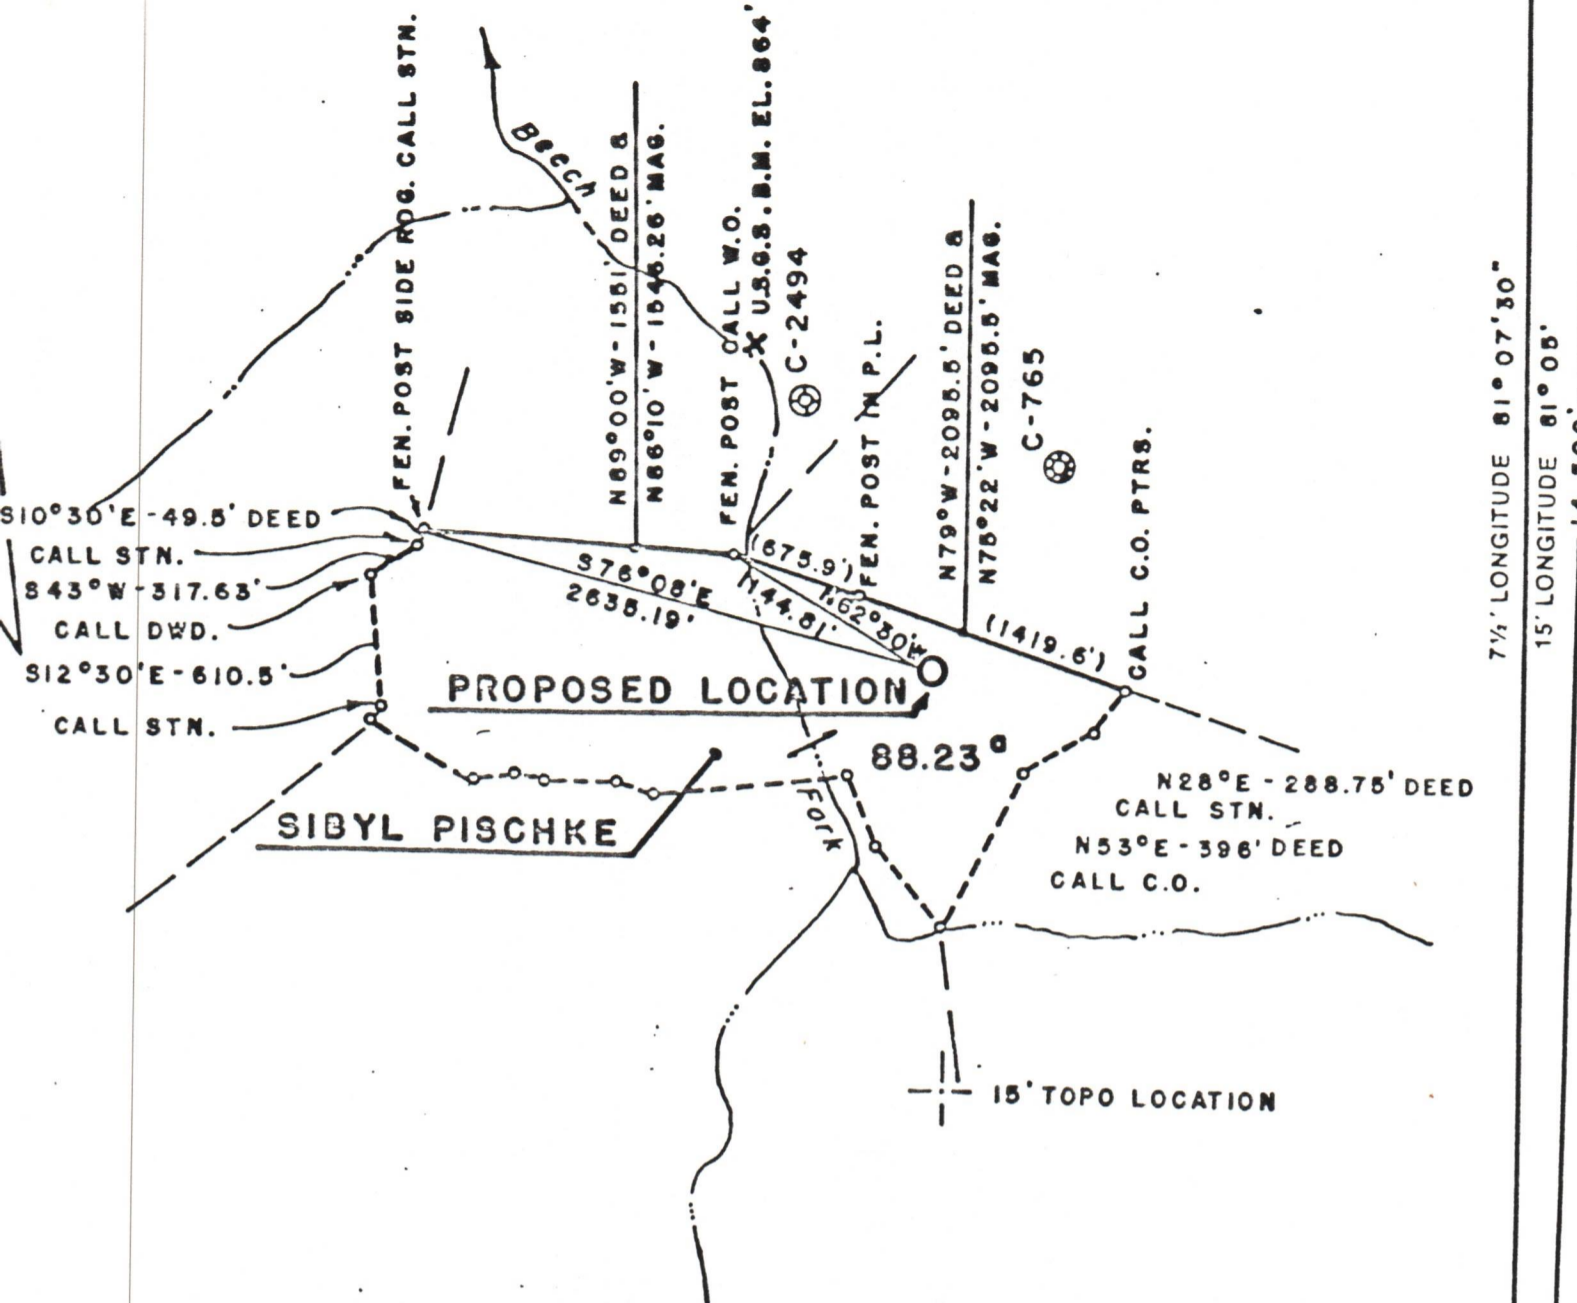 FEN. POST SIDE RDG. CALL STN.
Beech
N89°00'W-1551' DEED &
N86°10'W-1546.26' MAG.
FEN. POST CALL W.O.
X U.S.G.S. B.M. EL. 864'
C-2494
FEN. POST IN P.L.
N79°W-2095.5' DEED &
N75°22'W-2095.5' MAG.
C-765
CALL C.O. PTRS.
7½' LONGITUDE 81° 07' 30"
15' LONGITUDE 81° 05'
S10°30'E-49.5' DEED
CALL STN.
S43°W-317.63'
CALL DWD.
S12°30'E-610.5'
CALL STN.
(675.9')
S76°08'E
2635.19'
1144.81'
N62°30'W
(1419.6')
PROPOSED LOCATION
88.23ᵃ
SIBYL PISCHKE
Fork
N28°E - 288.75' DEED
CALL STN.
N53°E - 396' DEED
CALL C.O.
15' TOPO LOCATION